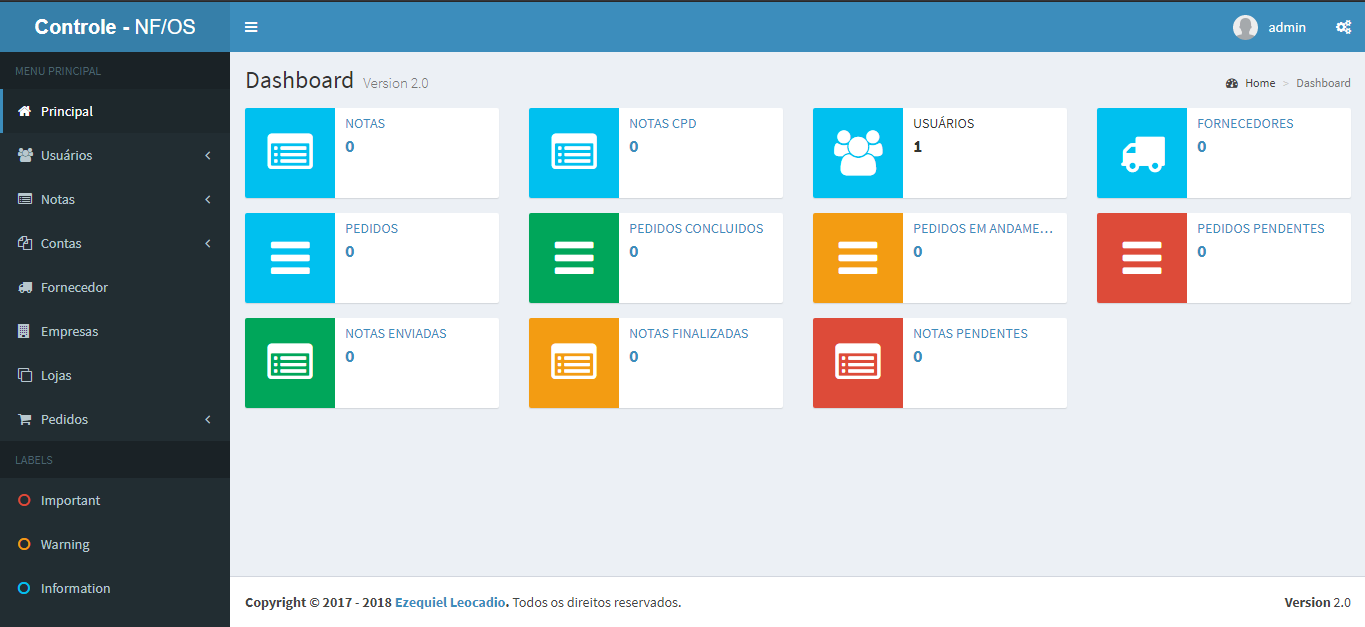 Controle - NF/OS
admin
MENU PRINCIPAL
Principal
Usuários
Notas
Contas
Fornecedor
Empresas
Lojas
Pedidos
LABELS
Important
Warning
Information
Dashboard Version 2.0
Home > Dashboard
NOTAS
0
NOTAS CPD
0
USUÁRIOS
1
FORNECEDORES
0
PEDIDOS
0
PEDIDOS CONCLUIDOS
0
PEDIDOS EM ANDAME...
0
PEDIDOS PENDENTES
0
NOTAS ENVIADAS
0
NOTAS FINALIZADAS
0
NOTAS PENDENTES
0
Copyright © 2017 - 2018 Ezequiel Leocadio. Todos os direitos reservados.
Version 2.0